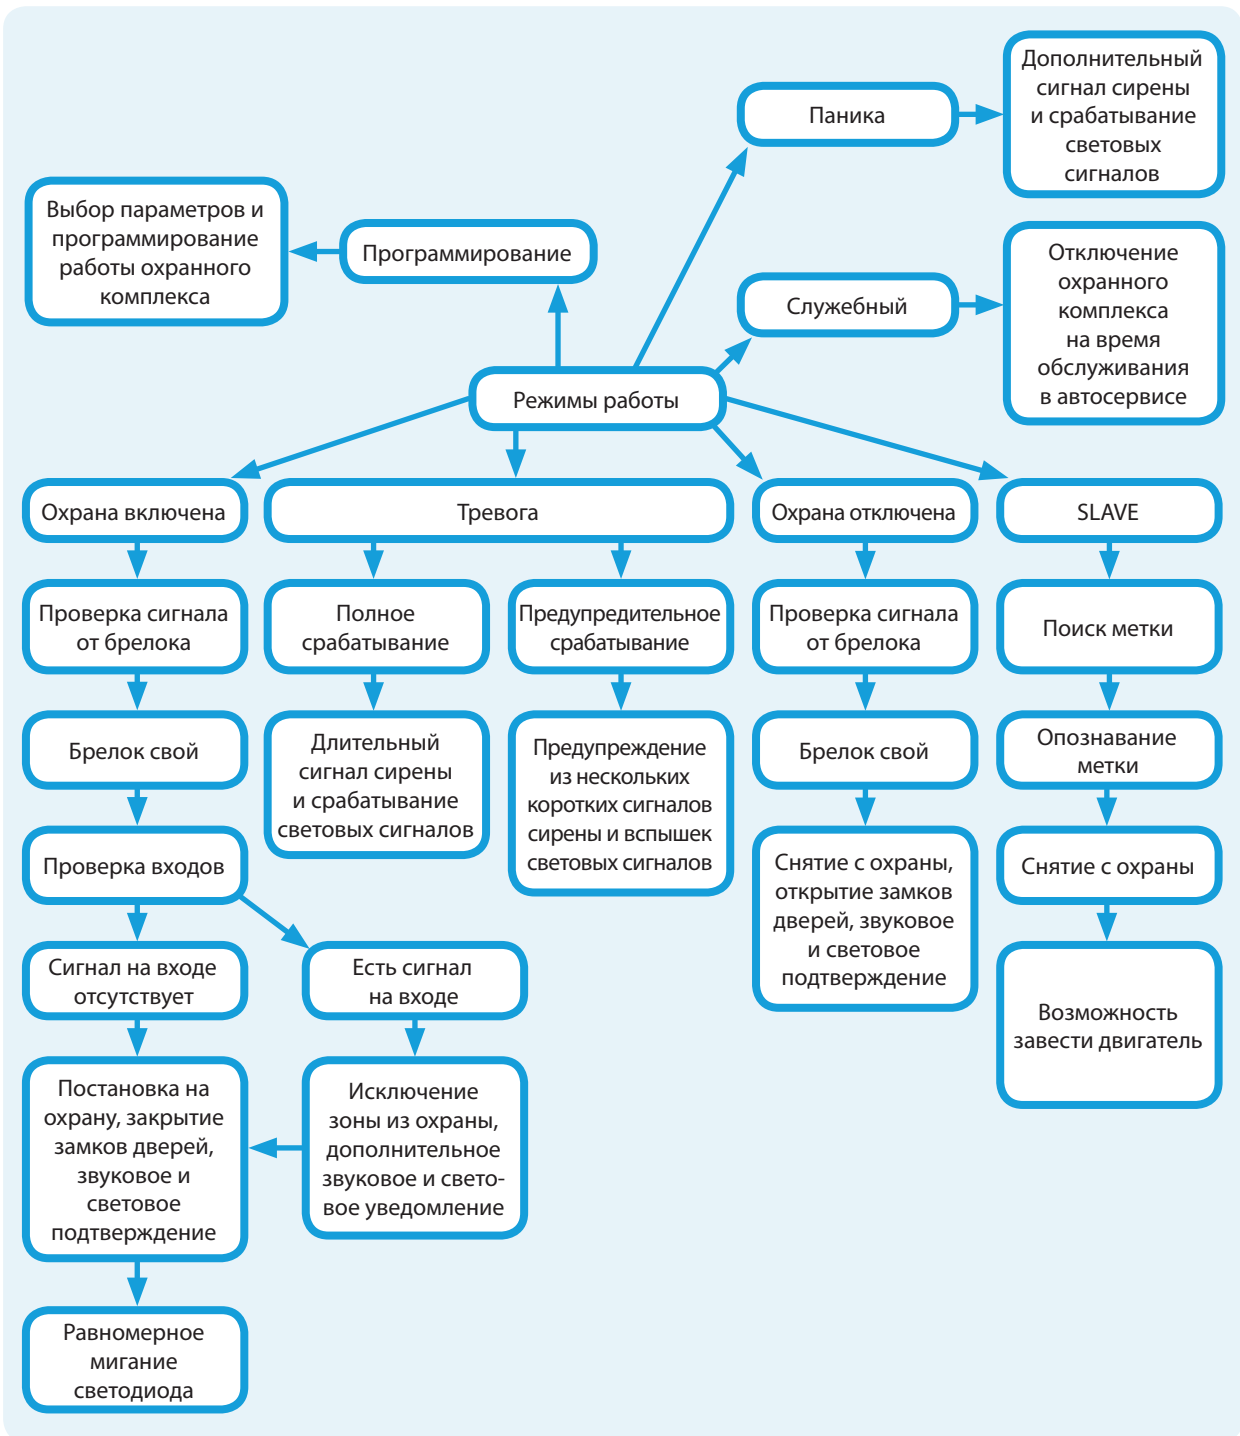 Дополнительный
сигнал сирены
и срабатывание
световых
сигналов
Паника
Выбор параметров и
программирование
работы охранного
комплекса
Программирование
Служебный
Отключение
охранного
комплекса
на время
обслуживания
в автосервисе
Режимы работы
Охрана включена
Тревога
Охрана отключена
SLAVE
Проверка сигнала
от брелока
Полное
срабатывание
Предупредительное
срабатывание
Проверка сигнала
от брелока
Поиск метки
Брелок свой
Длительный
сигнал сирены
и срабатывание
световых сигналов
Предупреждение
из нескольких
коротких сигналов
сирены и вспышек
световых сигналов
Брелок свой
Опознавание
метки
Проверка входов
Снятие с охраны,
открытие замков
дверей, звуковое
и световое
подтверждение
Снятие с охраны
Сигнал на входе
отсутствует
Есть сигнал
на входе
Возможность
завести двигатель
Постановка на
охрану, закрытие
замков дверей,
звуковое и
световое
подтверждение
Исключение
зоны из охраны,
дополнительное
звуковое и свето-
вое уведомление
Равномерное
мигание
светодиода